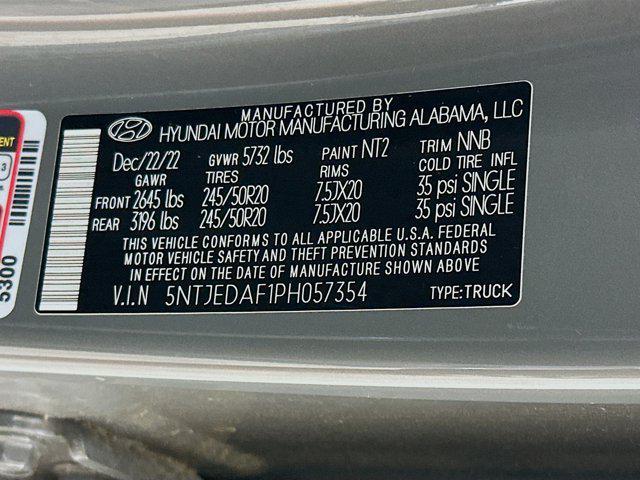 MANUFACTURED BY
HYUNDAI MOTOR MANUFACTURING ALABAMA, LLC
Dec/22/22 GVWR 5732 lbs PAINT NT2 TRIM NNB
GAWR TIRES RIMS COLD TIRE INFL
FRONT 2645 lbs 245/50R20 7.5JX20 35 psi SINGLE
REAR 3196 lbs 245/50R20 7.5JX20 35 psi SINGLE
THIS VEHICLE CONFORMS TO ALL APPLICABLE U.S.A. FEDERAL
MOTOR VEHICLE SAFETY AND THEFT PREVENTION STANDARDS
IN EFFECT ON THE DATE OF MANUFACTURE SHOWN ABOVE
V.I.N 5NTJEDAF1PH057354 TYPE:TRUCK
5300